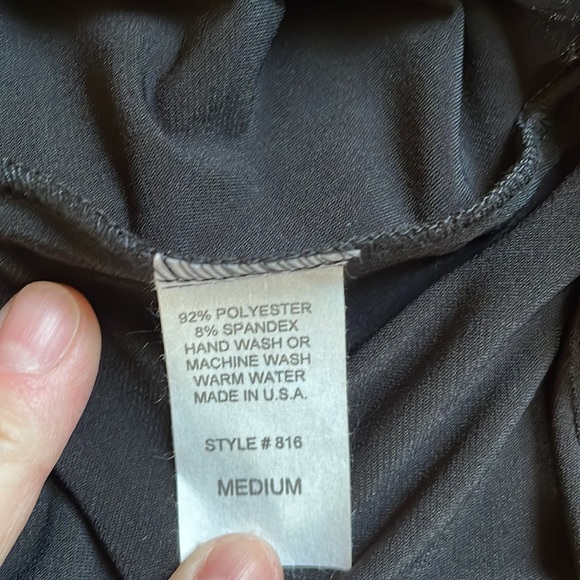 92% POLYESTER
8% SPANDEX
HAND WASH OR
MACHINE WASH
WARM WATER
MADE IN U.S.A.
STYLE # 816
MEDIUM